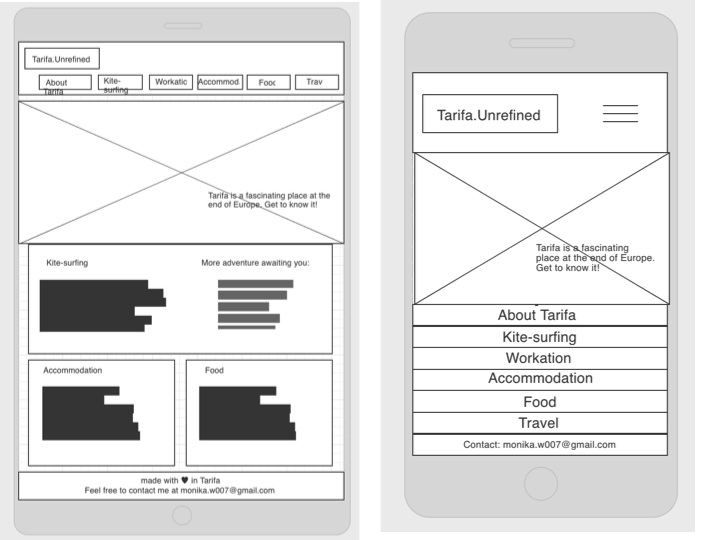 Tarifa.Unrefined
About Tarifa
Kite-surfing
Workatic
Accommod.
Food
Trav
Tarifa is a fascinating place at the
end of Europe. Get to know it!
Kite-surfing
More adventure awaiting you:
Accommodation
Food
made with ♥ in Tarifa
Feel free to contact me at monika.w007@gmail.com
Tarifa.Unrefined
Tarifa is a fascinating
place at the end of Europe.
Get to know it!
About Tarifa
Kite-surfing
Workation
Accommodation
Food
Travel
Contact: monika.w007@gmail.com